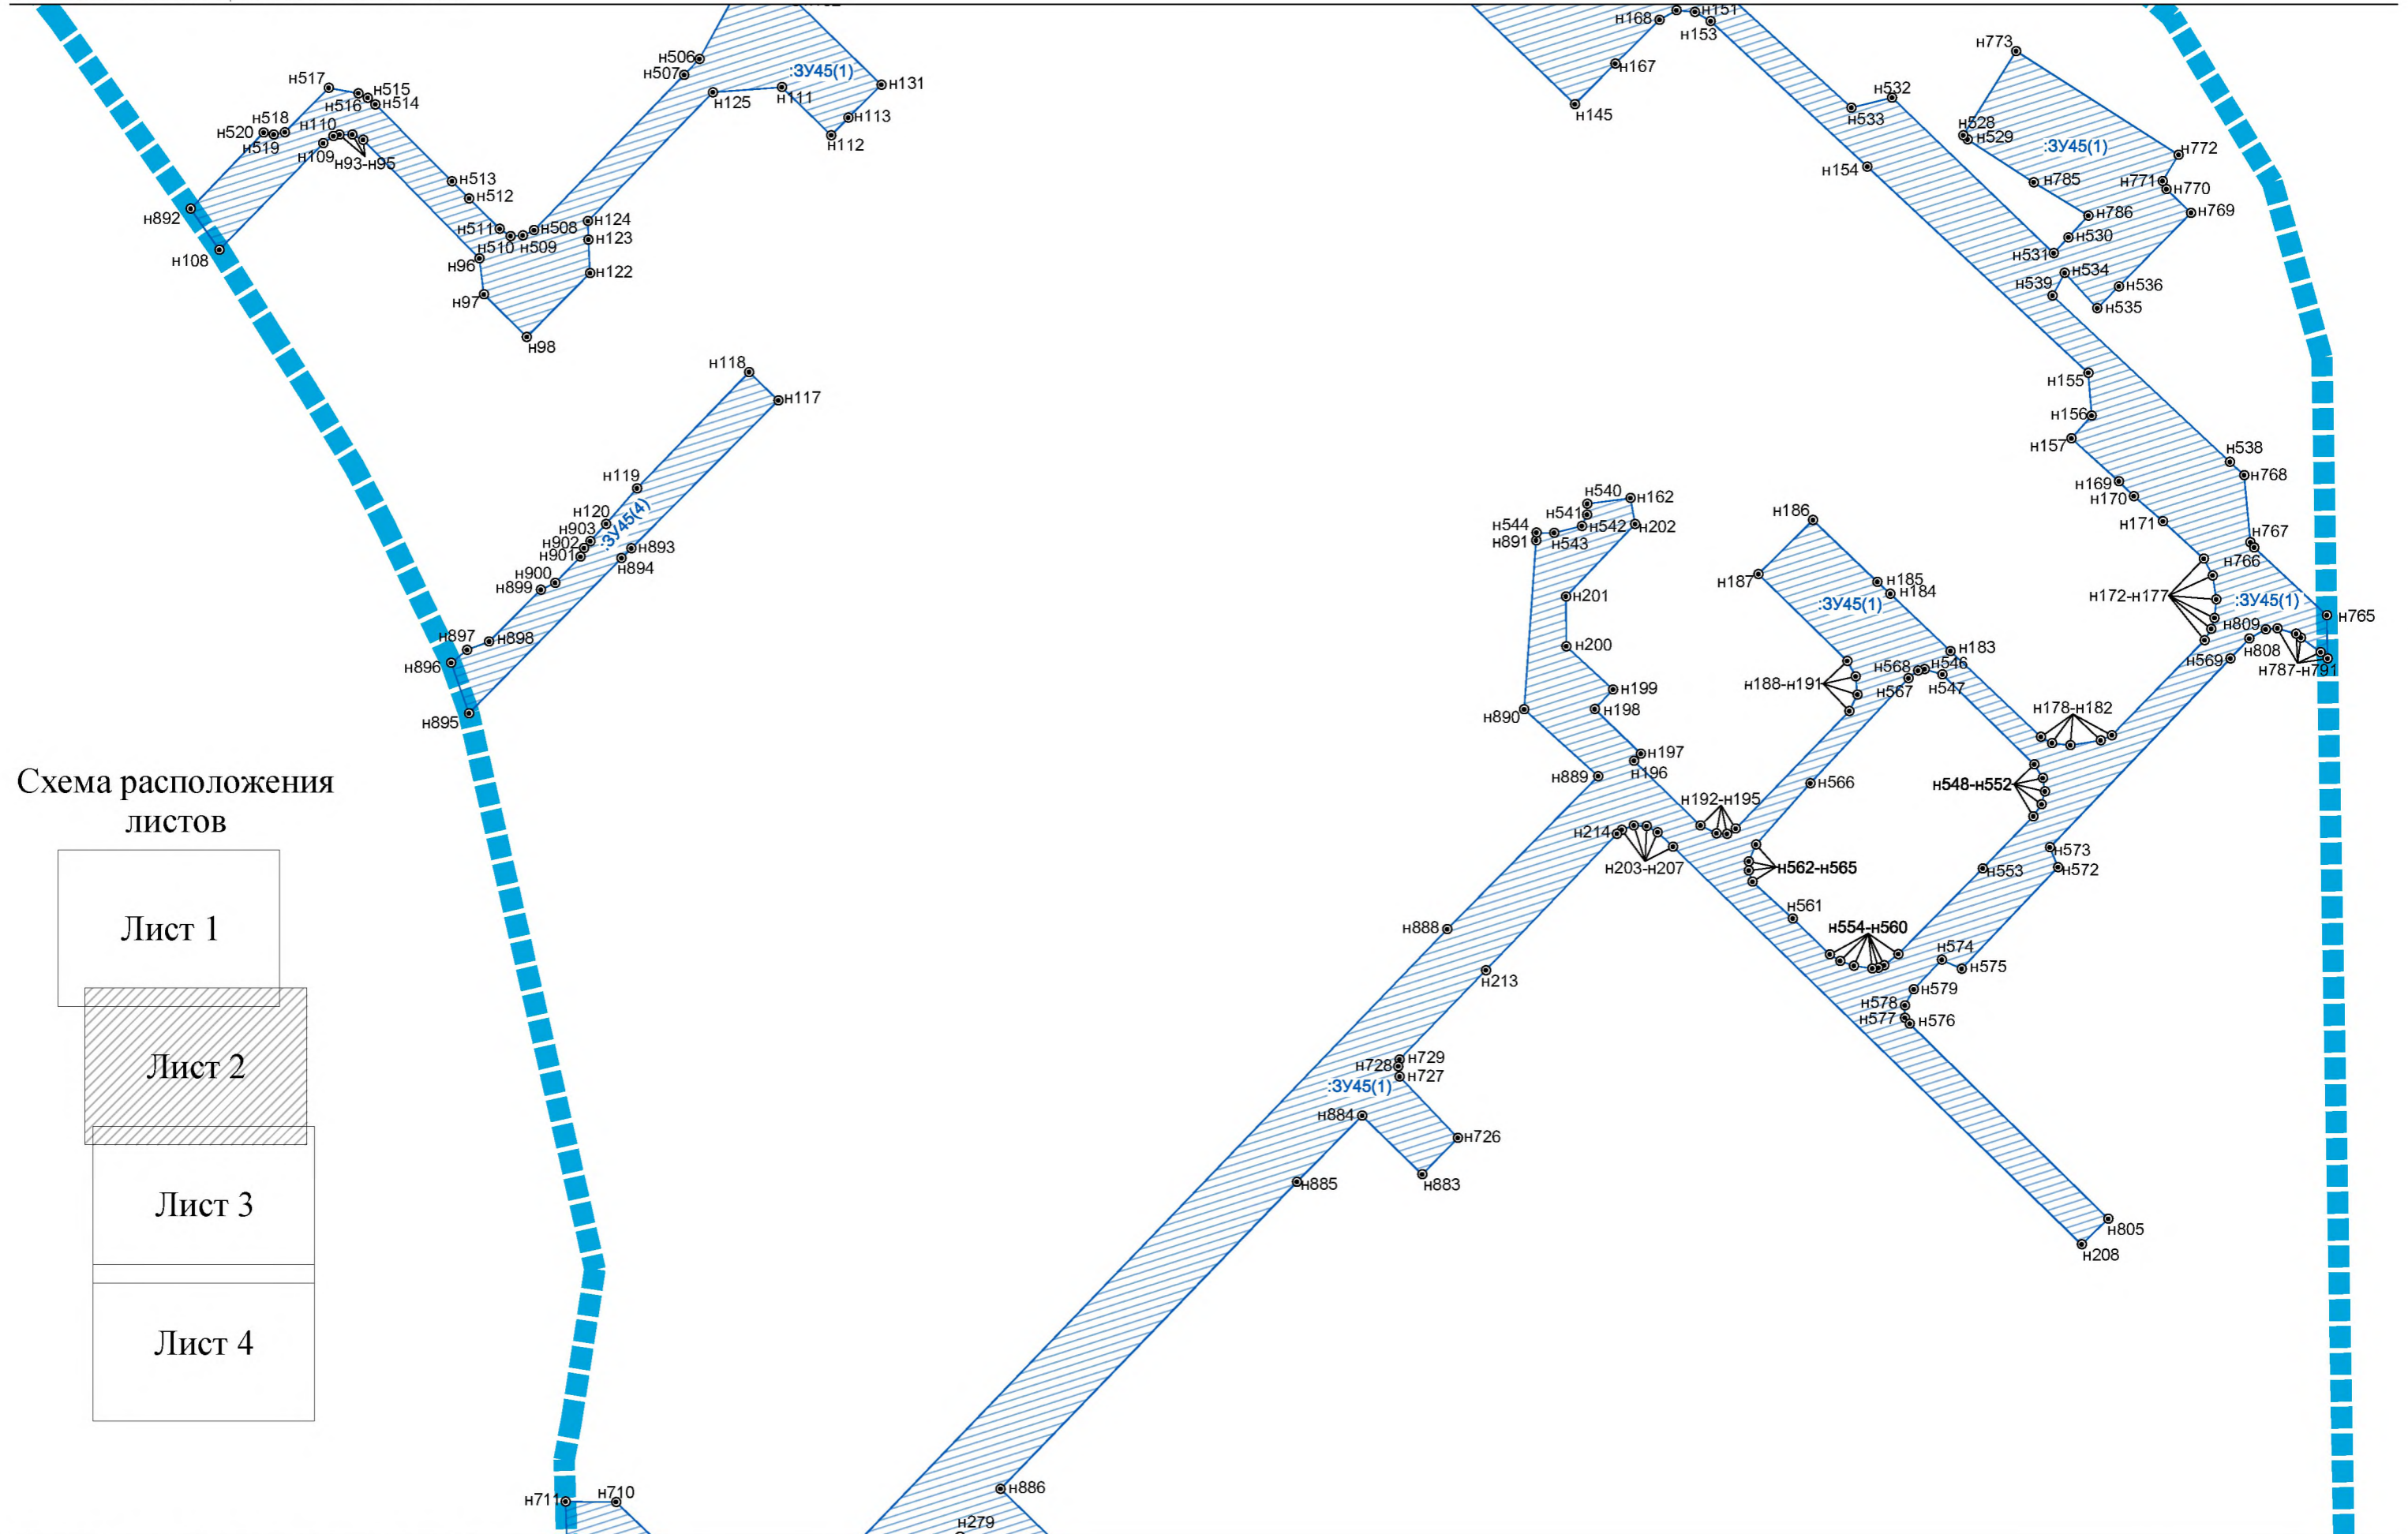 н506
н507
:ЗУ45(1)
н131
н125
н111
н113
н112
н517
н515
н516
н514
н518
н520
н519
н110
н109
н93-н95
н513
н512
н892
н108
н511
н508
н510
н509
н124
н123
н96
н122
н97
н98
н168
н151
н153
н167
н145
н532
н533
н154
н773
н528
н529
:ЗУ45(1)
н772
н785
н771
н770
н786
н769
н530
н531
н534
н539
н536
н535
н155
н156
н157
н538
н768
н169
н170
н171
н767
н766
н172-н177
:ЗУ45(1)
н809
н765
н808
н569
н787-н791
н118
н117
н119
н120
:ЗУ45(4)
н903
н902
н901
н893
н894
н900
н899
н897
н898
н896
н895
н540
н162
н541
н544
н542
н202
н891
н543
н201
н200
н199
н890
н198
н197
н889
н196
н186
н187
н185
н184
:ЗУ45(1)
н183
н568
н546
н188-н191
н567
н547
н178-н182
н548-н552
н566
н192-н195
н214
н203-н207
н562-н565
н573
н572
н553
н561
н554-н560
н574
н575
н579
н578
н577
н576
н888
н213
н729
н728
н727
:ЗУ45(1)
н884
н726
н883
н885
н805
н208
Схема расположения
листов
Лист 1
Лист 2
Лист 3
Лист 4
н711
н710
н886
н279